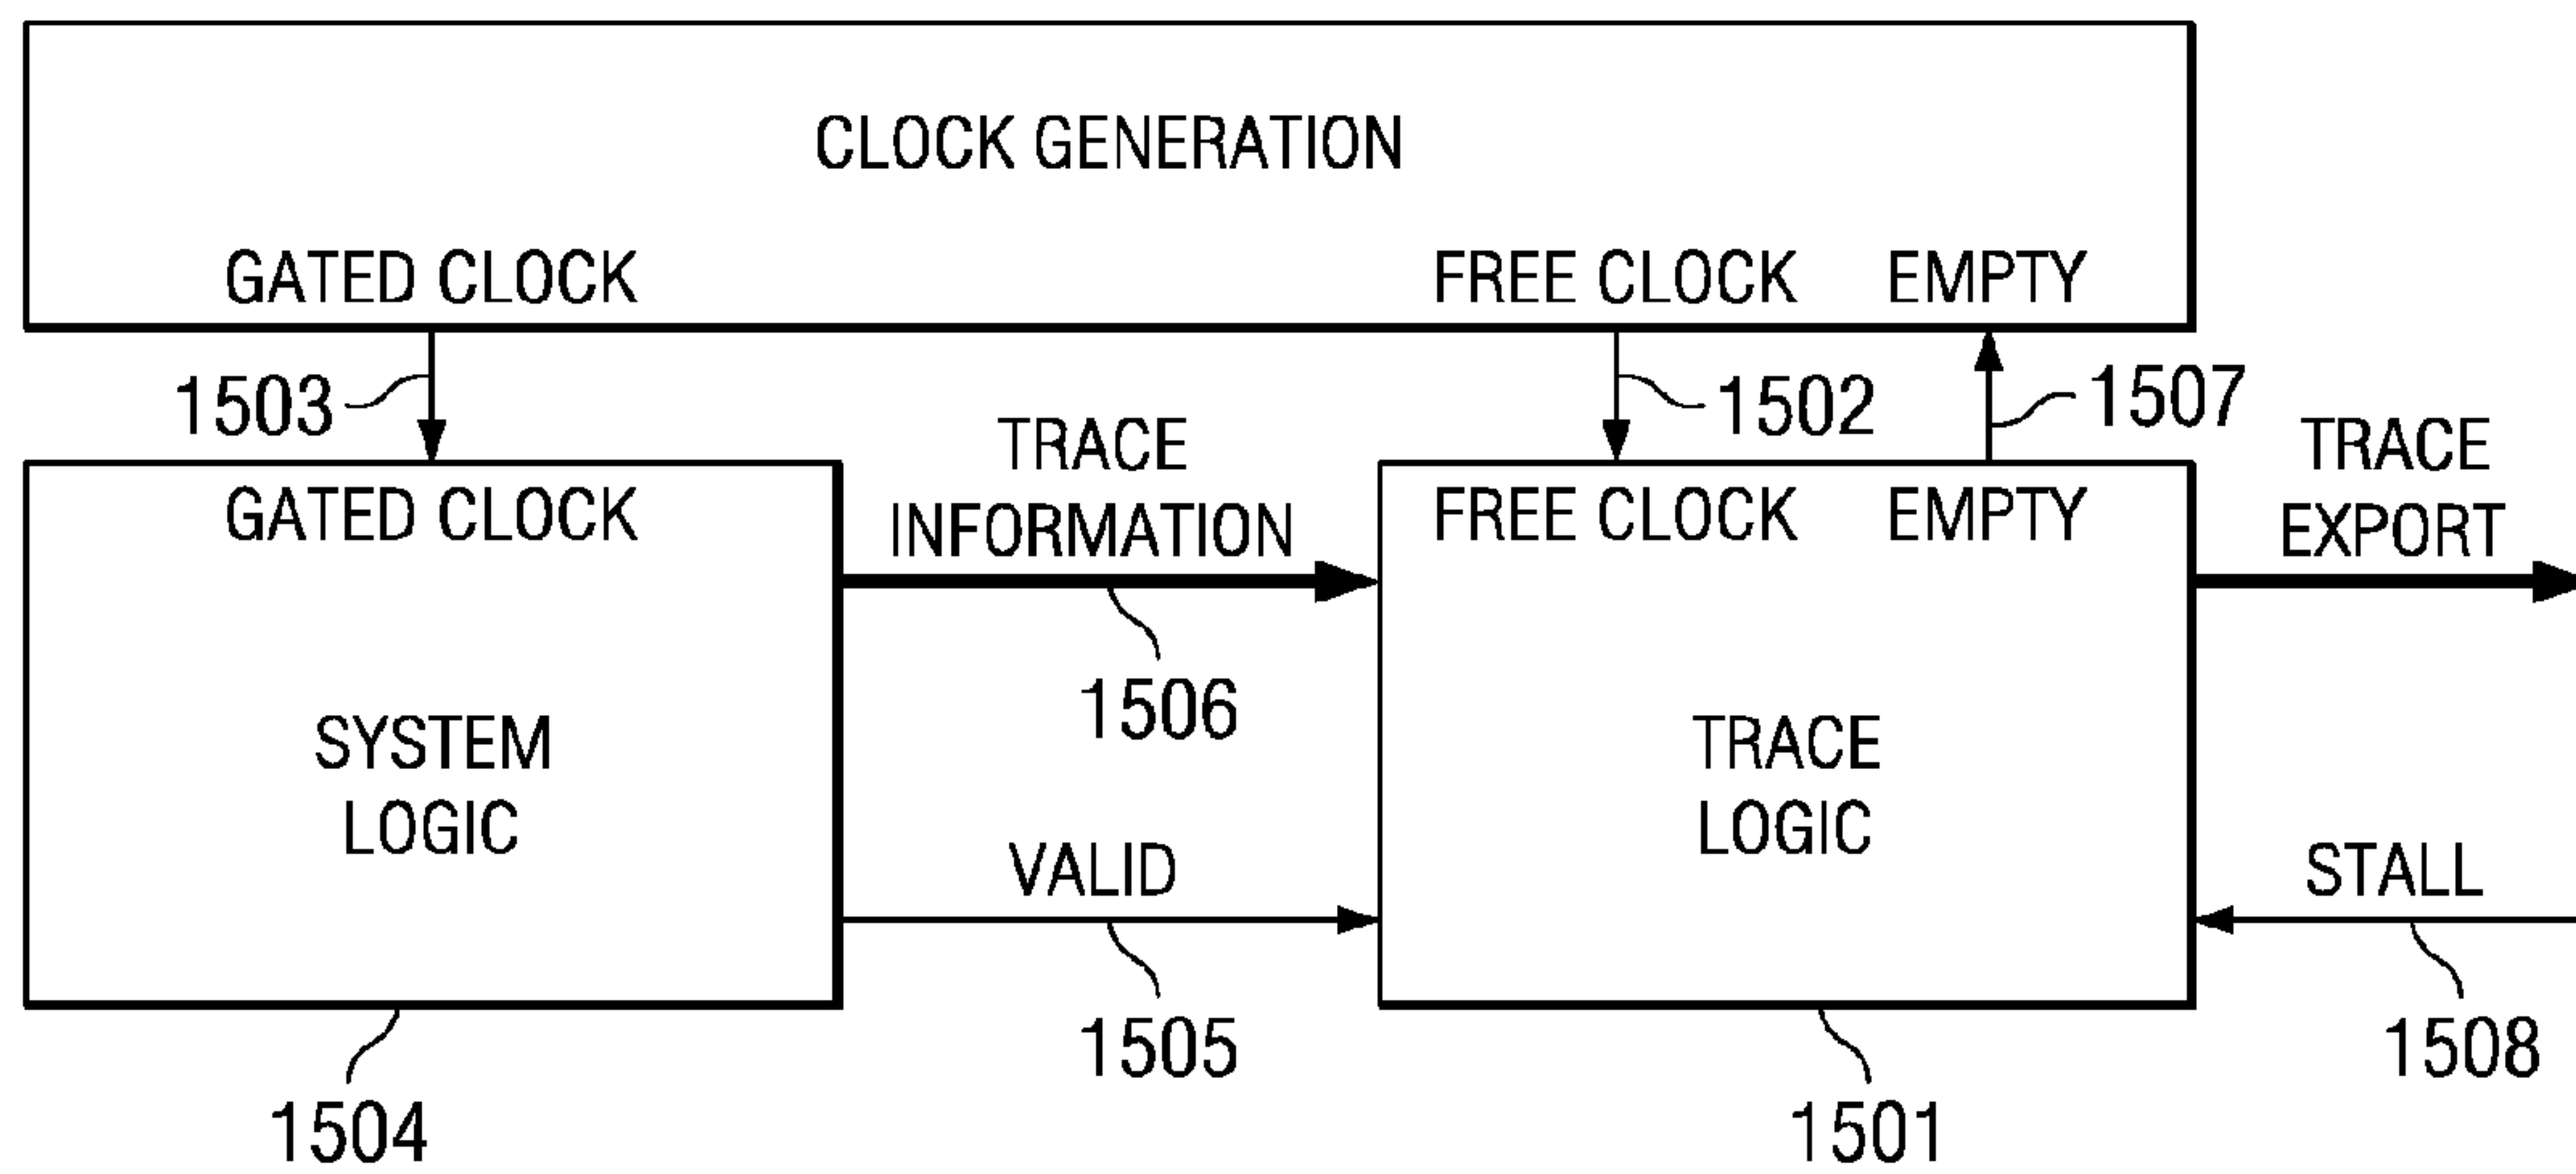 CLOCK GENERATION
GATED CLOCK
FREE CLOCK
EMPTY
1503
1502
1507
TRACE
INFORMATION
TRACE
EXPORT
GATED CLOCK
FREE CLOCK
EMPTY
1506
SYSTEM
LOGIC
TRACE
LOGIC
VALID
STALL
1505
1508
1504
1501